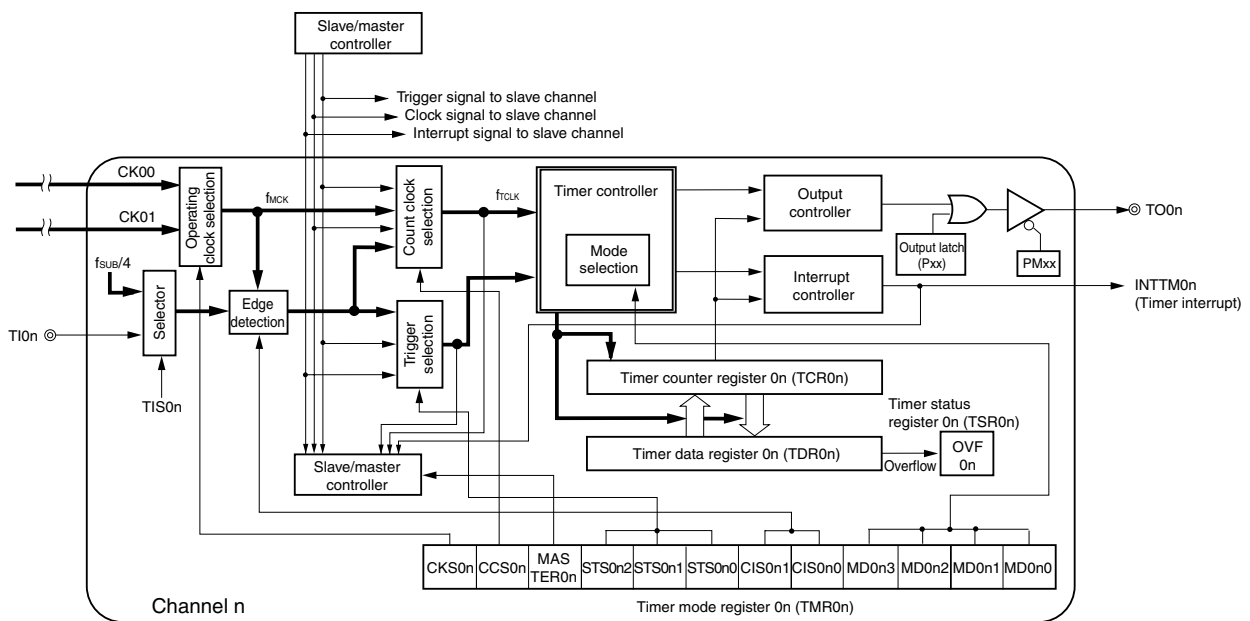 Slave/master
controller
Trigger signal to slave channel
Clock signal to slave channel
Interrupt signal to slave channel
CK00
CK01
Operating
clock selection
fMCK
Count clock
selection
fTCLK
Timer controller
Mode
selection
Output
controller
Output latch
(Pxx)
PMxx
TO0n
fSUB/4
Selector
TI0n
TIS0n
Edge
detection
Trigger
selection
Interrupt
controller
INTTM0n
(Timer interrupt)
Timer counter register 0n (TCR0n)
Timer status
register 0n (TSR0n)
Timer data register 0n (TDR0n)
Overflow
OVF
0n
Slave/master
controller
CKS0n
CCS0n
MAS
TER0n
STS0n2
STS0n1
STS0n0
CIS0n1
CIS0n0
MD0n3
MD0n2
MD0n1
MD0n0
Channel n
Timer mode register 0n (TMR0n)